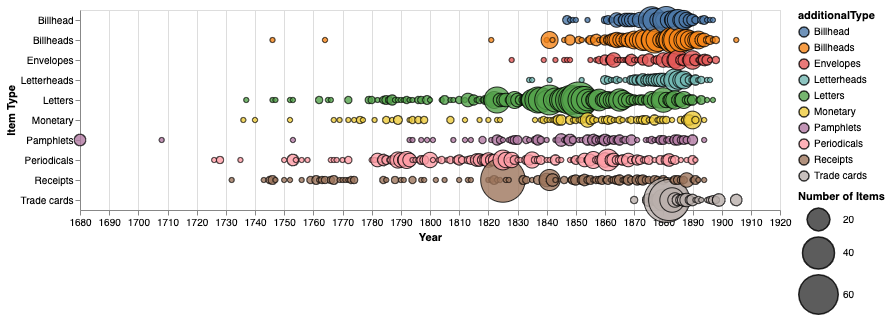 Item Type
Billhead
Billheads
Envelopes
Letterheads
Letters
Monetary
Pamphlets
Periodicals
Receipts
Trade cards
1680 1690 1700 1710 1720 1730 1740 1750 1760 1770 1780 1790 1800 1810 1820 1830 1840 1850 1860 1870 1880 1890 1900 1910 1920
Year
additionalType
Billhead
Billheads
Envelopes
Letterheads
Letters
Monetary
Pamphlets
Periodicals
Receipts
Trade cards
Number of Items
20
40
60